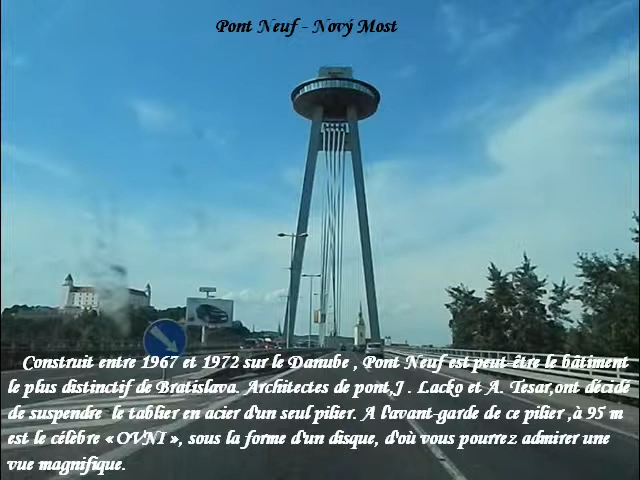 Pont Neuf - Nový Most
Construit entre 1967 et 1972 sur le Danube , Pont Neuf est peut être le bâtiment
le plus distinctif de Bratislava. Architectes de pont,J . Lacko et A. Tesar,ont décidé
de suspendre le tablier en acier d'un seul pilier. A l'avant-garde de ce pilier ,à 95 m
est le célèbre « OVNI », sous la forme d'un disque, d'où vous pourrez admirer une
vue magnifique.